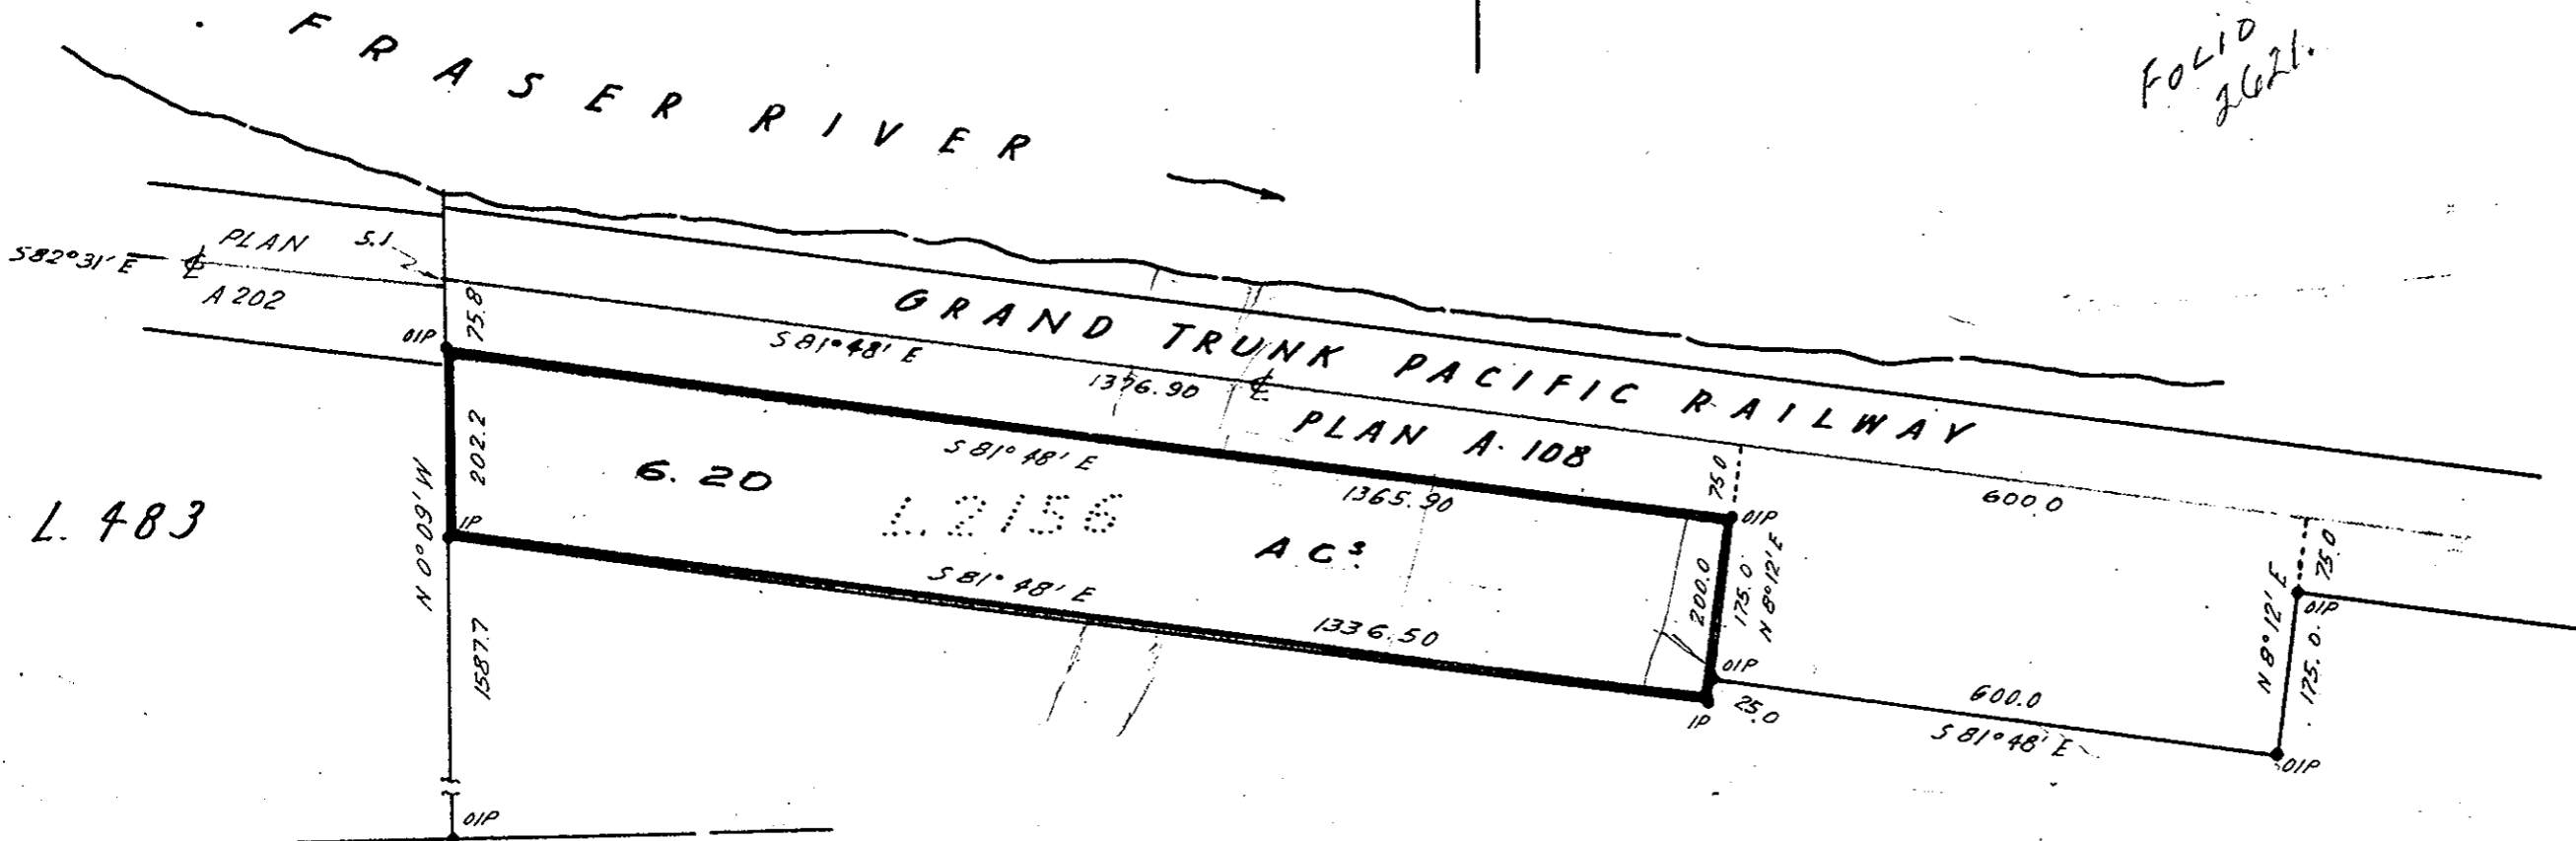 FOLIO
2621.
FRASER RIVER
S82°31'E
PLAN
A 202
5.1
75.8
OIP
GRAND TRUNK PACIFIC RAILWAY
S 81°48' E
1376.90
PLAN A.108
S 81° 48' E
1365.90
6.20
L.2156
ACS.
202.2
N 0°09'W
IP
L. 483
S 81° 48' E
1336.50
1587.7
OIP
75.0
OIP
200.0
175.0
N 8°12'E
OIP
IP
25.0
600.0
600.0
S 81°48' E
75.0
OIP
N 8°12' E
175.0
OIP